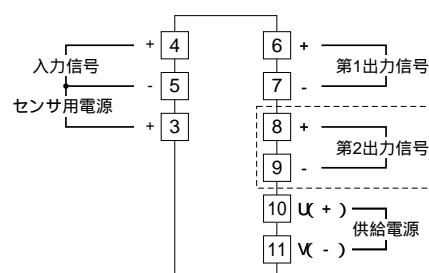 + 4
入力信号
- 5
センサ用電源
+ 3
6 +
第1出力信号
7 -
8 +
第2出力信号
9 -
10 U( + )
供給電源
11 V( - )